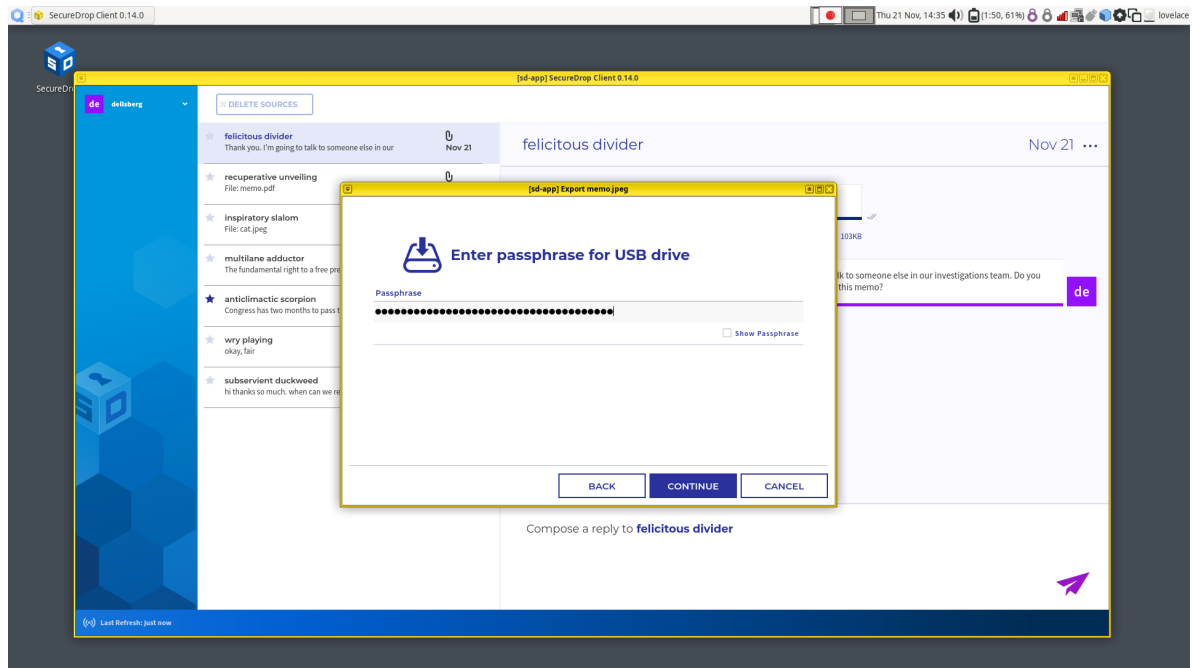 SecureDrop Client 0.14.0
Thu 21 Nov, 14:35 (1:50, 61%) lovelace
[sd-app] SecureDrop Client 0.14.0
de dellsberg
DELETE SOURCES
felicitous divider
Thank you. I'm going to talk to someone else in our
Nov 21
recuperative unveiling
File: memo.pdf
inspiratory slalom
File: cat.jpeg
multilane adductor
The fundamental right to a free pre
anticlimactic scorpion
Congress has two months to pass t
wry playing
okay, fair
subservient duckweed
hi thanks so much. when can we re
felicitous divider
Nov 21
103KB
lk to someone else in our investigations team. Do you
this memo?
de
[sd-app] Export memo.jpeg
Enter passphrase for USB drive
Passphrase
Show Passphrase
BACK CONTINUE CANCEL
Compose a reply to felicitous divider
Last Refresh: just now